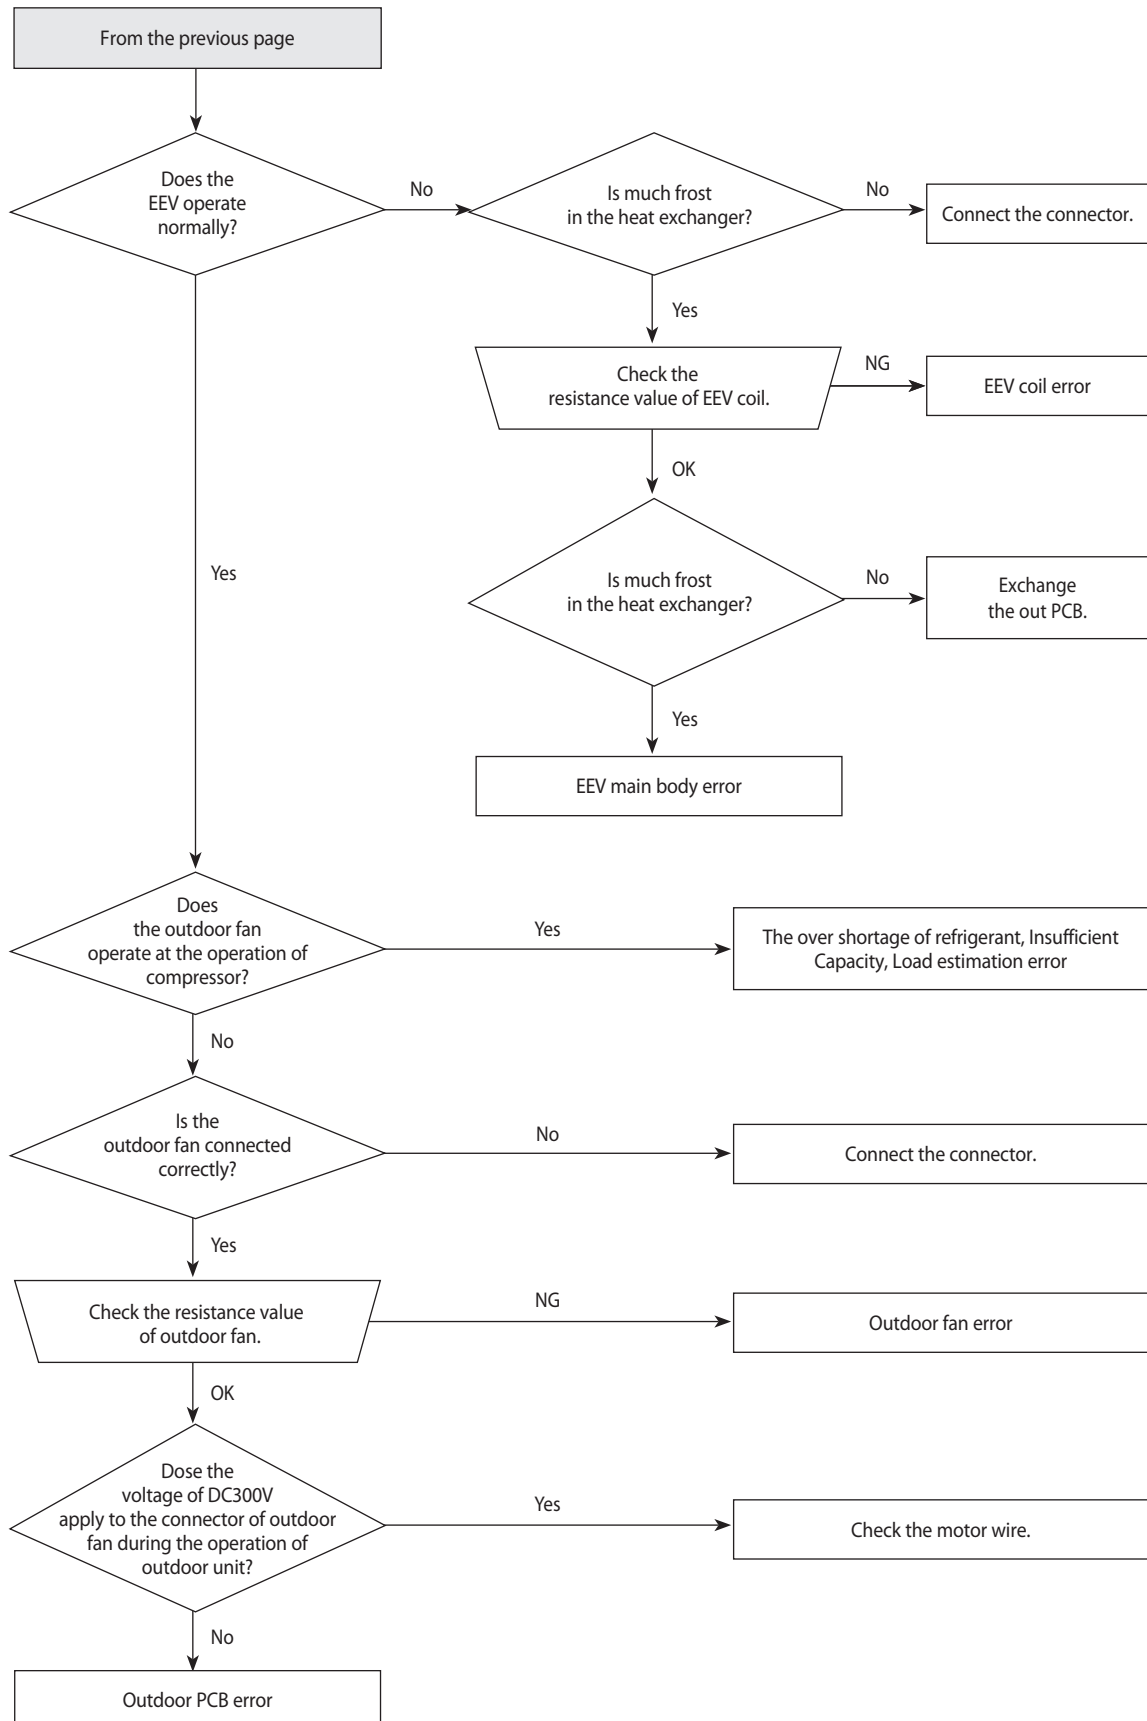 From the previous page
Does the
EEV operate
normally?
No
Is much frost
in the heat exchanger?
No
Connect the connector.
Yes
Check the
resistance value of EEV coil.
NG
EEV coil error
OK
Is much frost
in the heat exchanger?
No
Exchange
the out PCB.
Yes
EEV main body error
Yes
Does
the outdoor fan
operate at the operation of
compressor?
Yes
The over shortage of refrigerant, Insufficient
Capacity, Load estimation error
No
Is the
outdoor fan connected
correctly?
No
Connect the connector.
Yes
Check the resistance value
of outdoor fan.
NG
Outdoor fan error
OK
Dose the
voltage of DC300V
apply to the connector of outdoor
fan during the operation of
outdoor unit?
Yes
Check the motor wire.
No
Outdoor PCB error